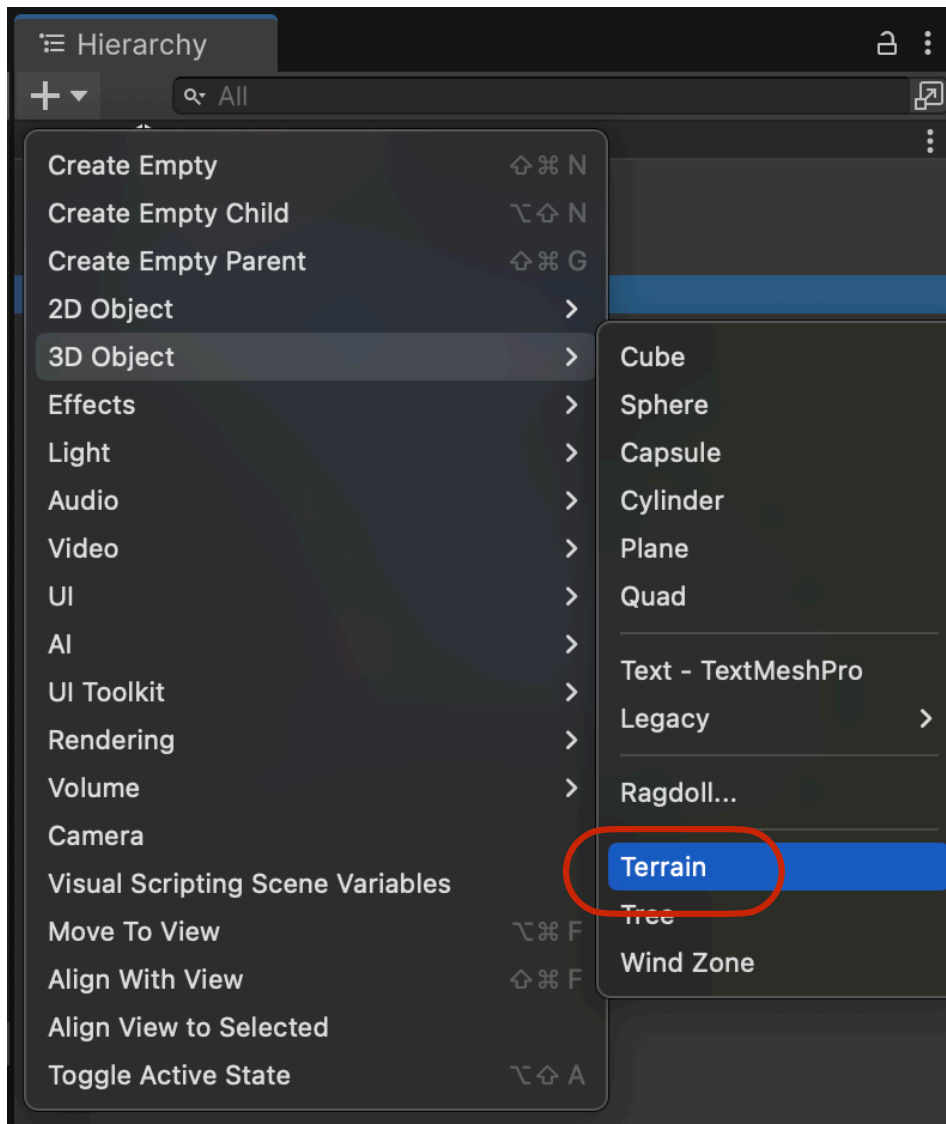 Hierarchy
All
Create Empty ⇧⌘ N
Create Empty Child ⌥⇧ N
Create Empty Parent ⇧⌘ G
2D Object
3D Object
Effects
Light
Audio
Video
UI
AI
UI Toolkit
Rendering
Volume
Camera
Visual Scripting Scene Variables
Move To View ⌥⌘ F
Align With View ⇧⌘ F
Align View to Selected
Toggle Active State ⌥⇧ A
Cube
Sphere
Capsule
Cylinder
Plane
Quad
Text - TextMeshPro
Legacy
Ragdoll...
Terrain
Tree
Wind Zone